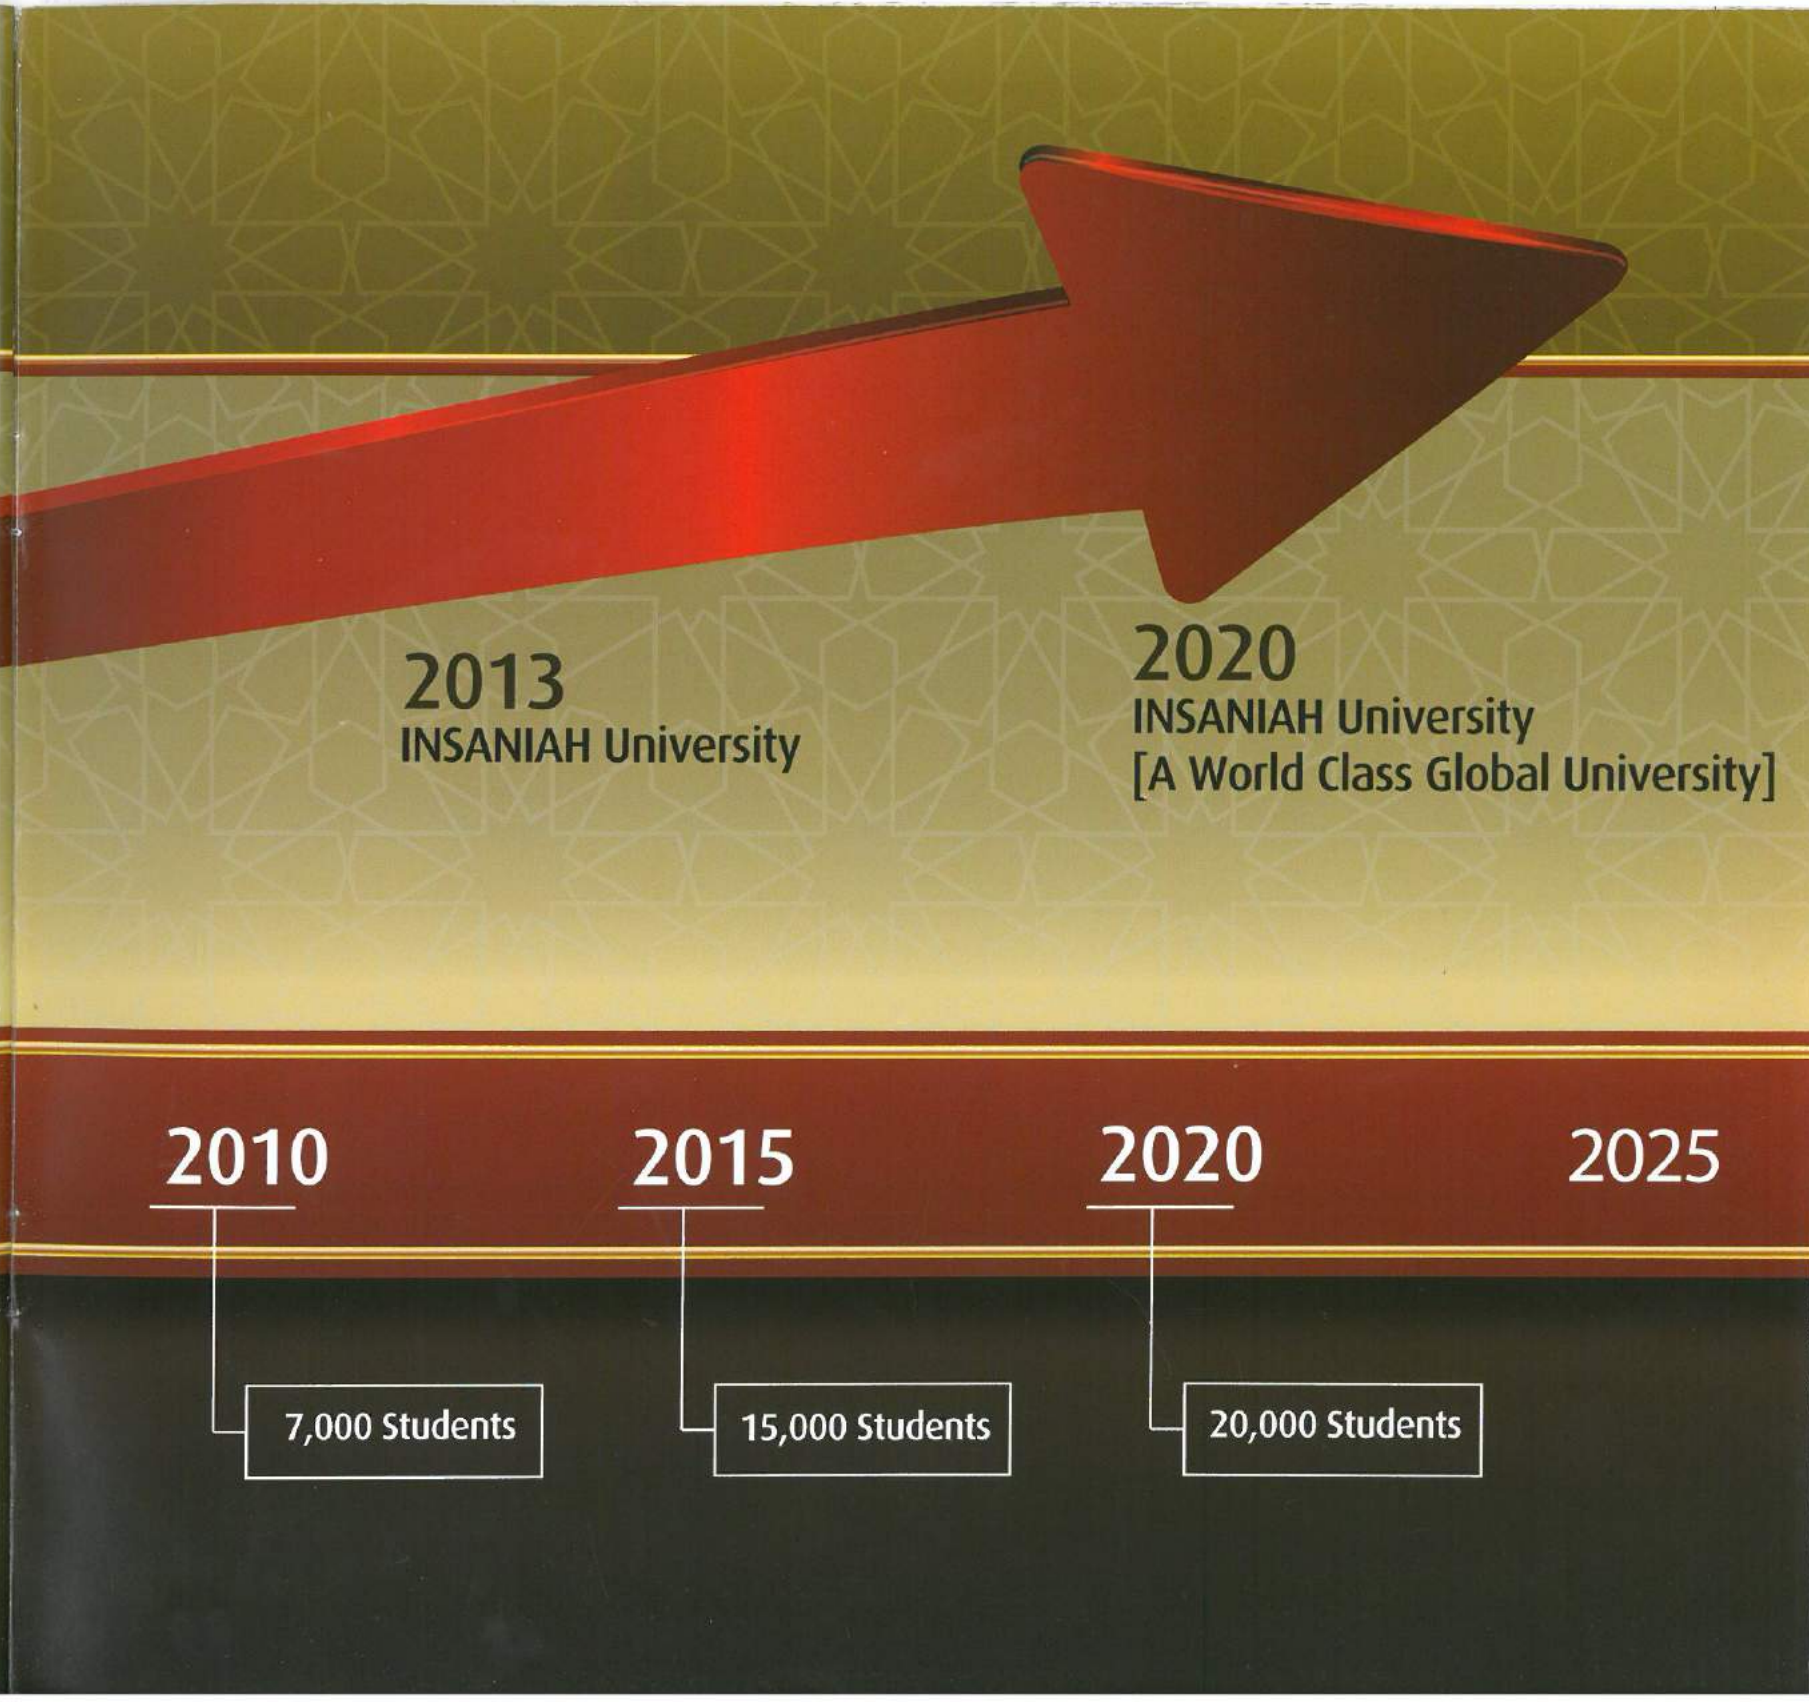 2013
INSANIAH University
2020
INSANIAH University
[A World Class Global University]
2010
2015
2020
2025
7,000 Students
15,000 Students
20,000 Students